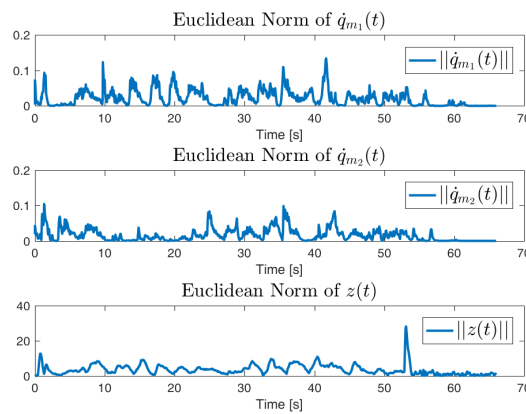 Euclidean Norm of q̇ₘ₁(t)
0.2
0.1
0
||q̇ₘ₁(t)||
0 10 20 30 40 50 60 70
Time [s]
Euclidean Norm of q̇ₘ₂(t)
0.2
0.1
0
||q̇ₘ₂(t)||
0 10 20 30 40 50 60 70
Time [s]
Euclidean Norm of z(t)
40
20
0
||z(t)||
0 10 20 30 40 50 60 70
Time [s]